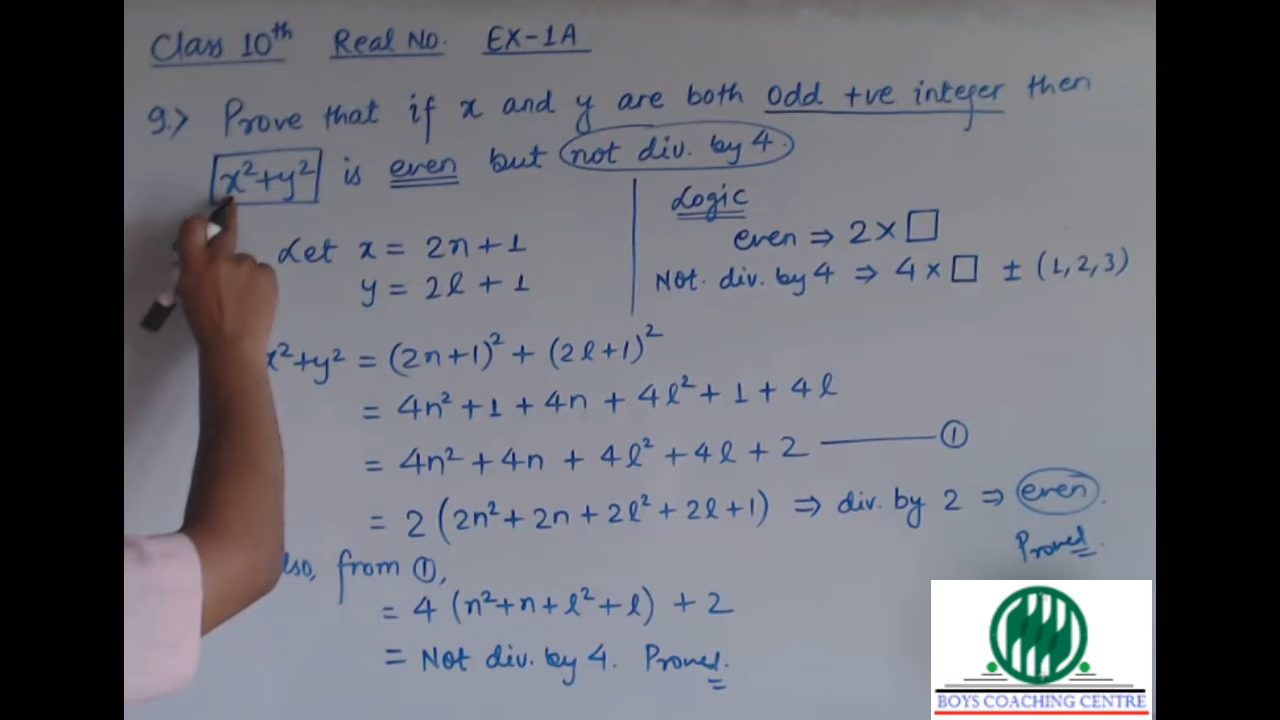 Class 10th Real No. EX-1A
9.> Prove that if x and y are both odd +ve integer then
x²+y² is even but not div. by 4.
Logic
even ⇒ 2 × □
Not. div. by 4 ⇒ 4 × □ ± (1, 2, 3)
Let x = 2n + 1
y = 2l + 1
x²+y² = (2n+1)² + (2l+1)²
= 4n² + 1 + 4n + 4l² + 1 + 4l
= 4n² + 4n + 4l² + 4l + 2 ——— ①
= 2 (2n² + 2n + 2l² + 2l + 1) ⇒ div. by 2 ⇒ even.
Proved.
lso, from ①,
= 4 (n²+n+l²+l) + 2
= Not div. by 4. Proved.
BOYS COACHING CENTRE